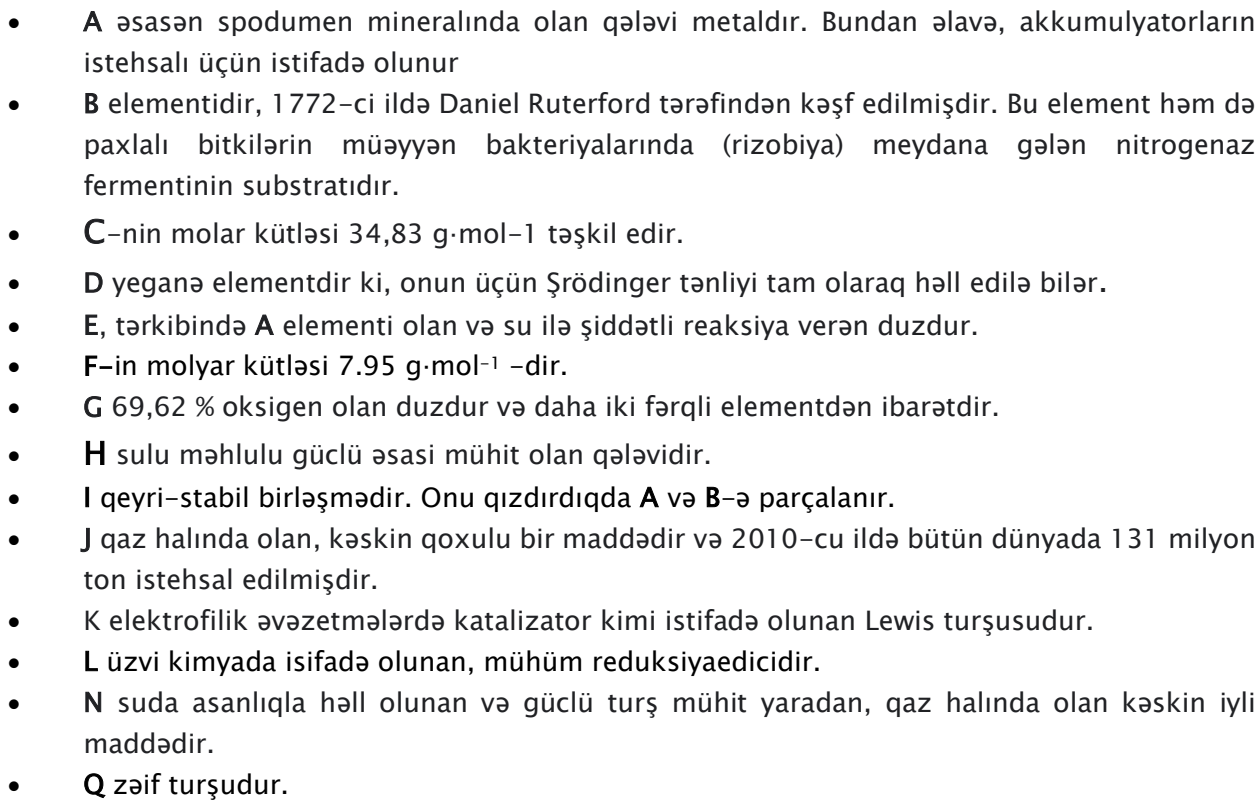 • A əsasən spodumen mineralında olan qələvi metaldır. Bundan əlavə, akkumulyatorların
istehsalı üçün istifadə olunur
• B elementidir, 1772-ci ildə Daniel Ruterford tərəfindən kəşf edilmişdir. Bu element həm də
paxlalı bitkilərin müəyyən bakteriyalarında (rizobiya) meydana gələn nitrogenaz
fermentinin substratıdır.
• C-nin molar kütləsi 34,83 g·mol-1 təşkil edir.
• D yeganə elementdir ki, onun üçün Şrödinger tənliyi tam olaraq həll edilə bilər.
• E, tərkibində A elementi olan və su ilə şiddətli reaksiya verən duzdur.
• F-in molyar kütləsi 7.95 g·mol⁻¹ -dir.
• G 69,62 % oksigen olan duzdur və daha iki fərqli elementdən ibarətdir.
• H sulu məhlulu güclü əsasi mühit olan qələvidir.
• I qeyri-stabil birləşmədir. Onu qızdırdıqda A və B-ə parçalanır.
• J qaz halında olan, kəskin qoxulu bir maddədir və 2010-cu ildə bütün dünyada 131 milyon
ton istehsal edilmişdir.
• K elektrofilik əvəzetmələrdə katalizator kimi istifadə olunan Lewis turşusudur.
• L üzvi kimyada isifadə olunan, mühüm reduksiyaedicidir.
• N suda asanlıqla həll olunan və güclü turş mühit yaradan, qaz halında olan kəskin iyli
maddədir.
• Q zəif turşudur.